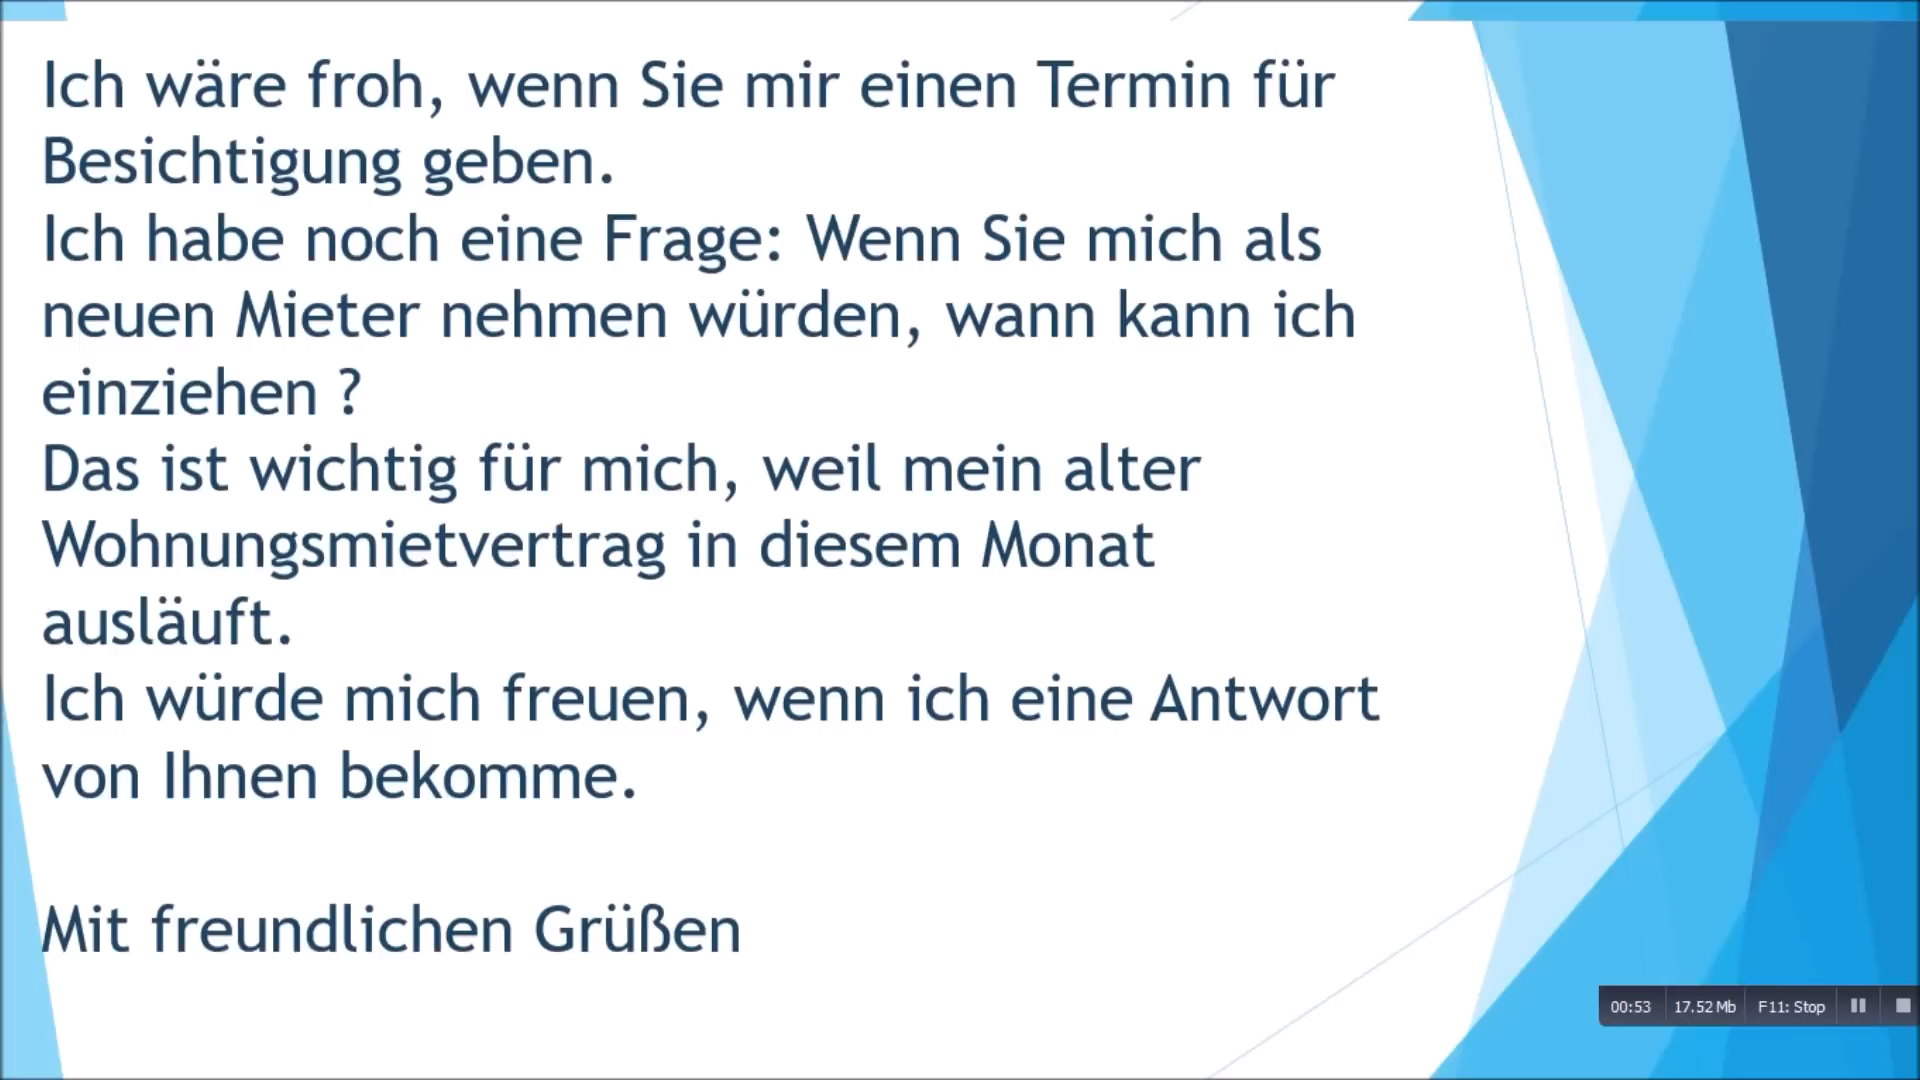 Ich wäre froh, wenn Sie mir einen Termin für
Besichtigung geben.
Ich habe noch eine Frage: Wenn Sie mich als
neuen Mieter nehmen würden, wann kann ich
einziehen ?
Das ist wichtig für mich, weil mein alter
Wohnungsmietvertrag in diesem Monat
ausläuft.
Ich würde mich freuen, wenn ich eine Antwort
von Ihnen bekomme.
Mit freundlichen Grüßen
00:53 17.52 Mb F11: Stop